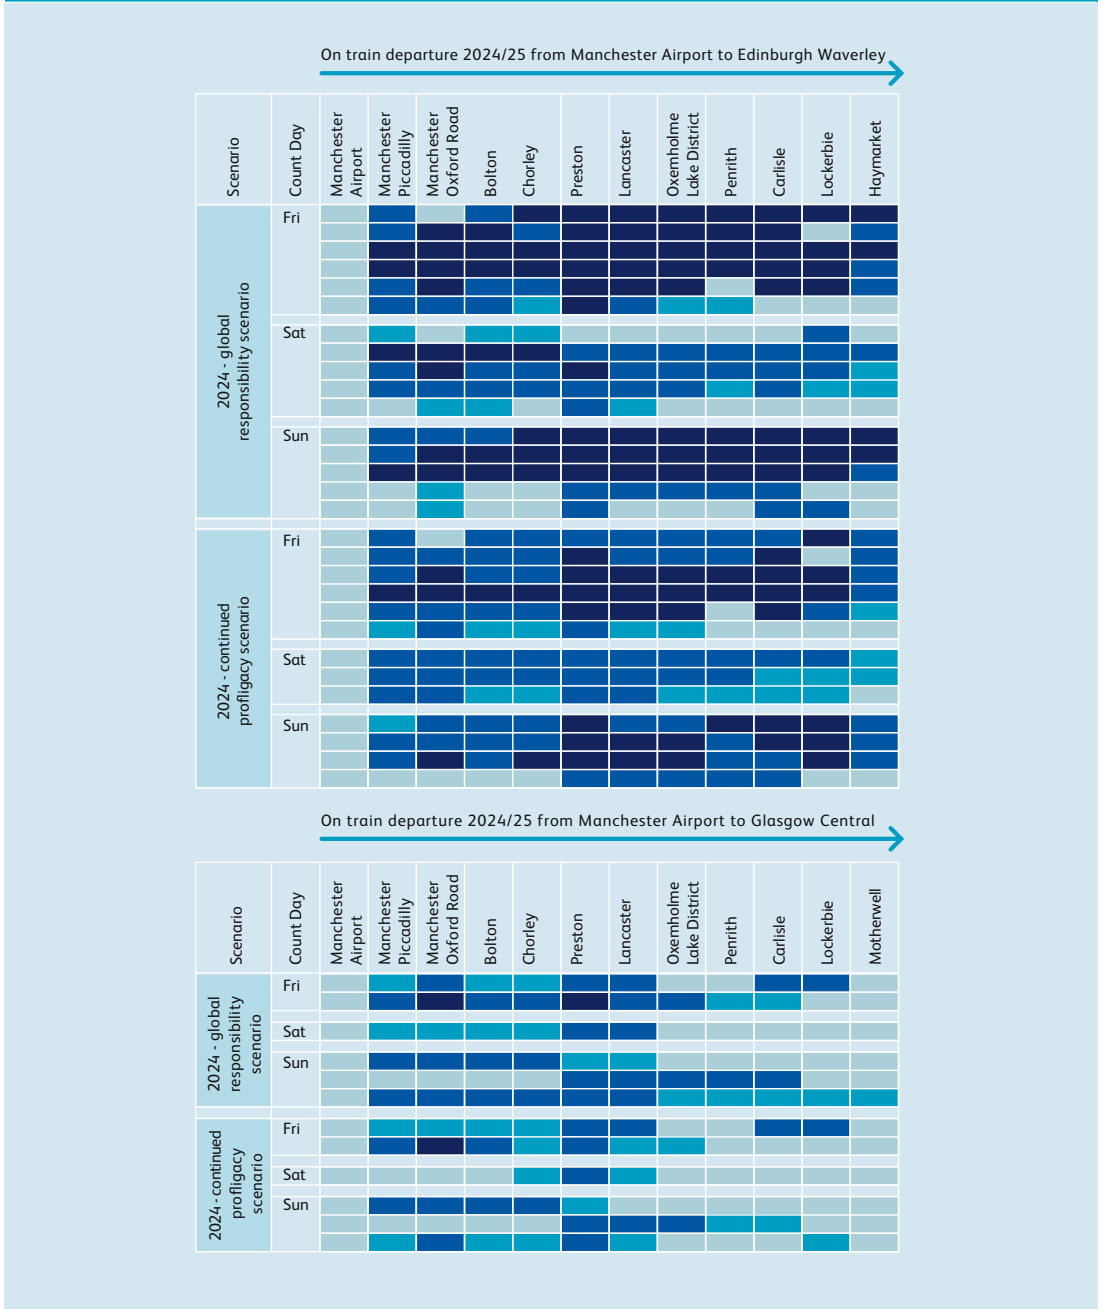 On train departure 2024/25 from Manchester Airport to Edinburgh Waverley
Scenario
Count Day
Manchester
Airport
Manchester
Piccadilly
Manchester
Oxford Road
Bolton
Chorley
Preston
Lancaster
Oxemholme
Lake District
Penrith
Carlisle
Lockerbie
Haymarket
2024 - global
responsibility scenario
Fri
Sat
Sun
2024 - continued
profligacy scenario
Fri
Sat
Sun
On train departure 2024/25 from Manchester Airport to Glasgow Central
Scenario
Count Day
Manchester
Airport
Manchester
Piccadilly
Manchester
Oxford Road
Bolton
Chorley
Preston
Lancaster
Oxemholme
Lake District
Penrith
Carlisle
Lockerbie
Motherwell
2024 - global
responsibility
scenario
Fri
Sat
Sun
2024 - continued
profligacy
scenario
Fri
Sat
Sun